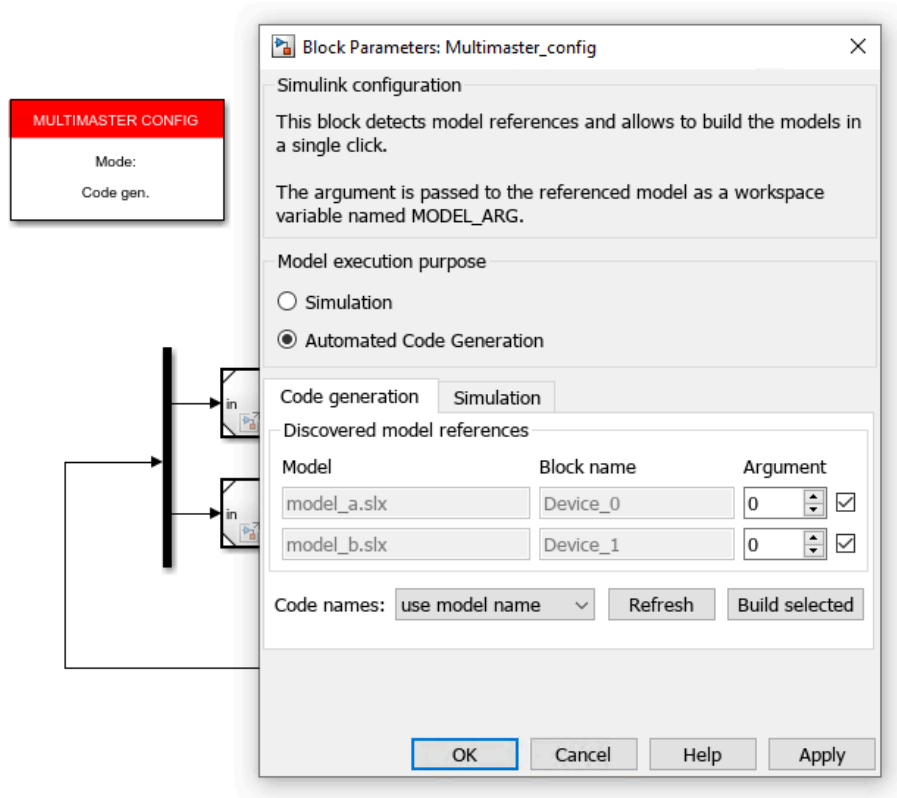 MULTIMASTER CONFIG
Mode:
Code gen.
in
in
Block Parameters: Multimaster_config
Simulink configuration
This block detects model references and allows to build the models in
a single click.
The argument is passed to the referenced model as a workspace
variable named MODEL_ARG.
Model execution purpose
Simulation
Automated Code Generation
Code generation Simulation
Discovered model references
Model Block name Argument
model_a.slx Device_0 0
model_b.slx Device_1 0
Code names: use model name Refresh Build selected
OK Cancel Help Apply